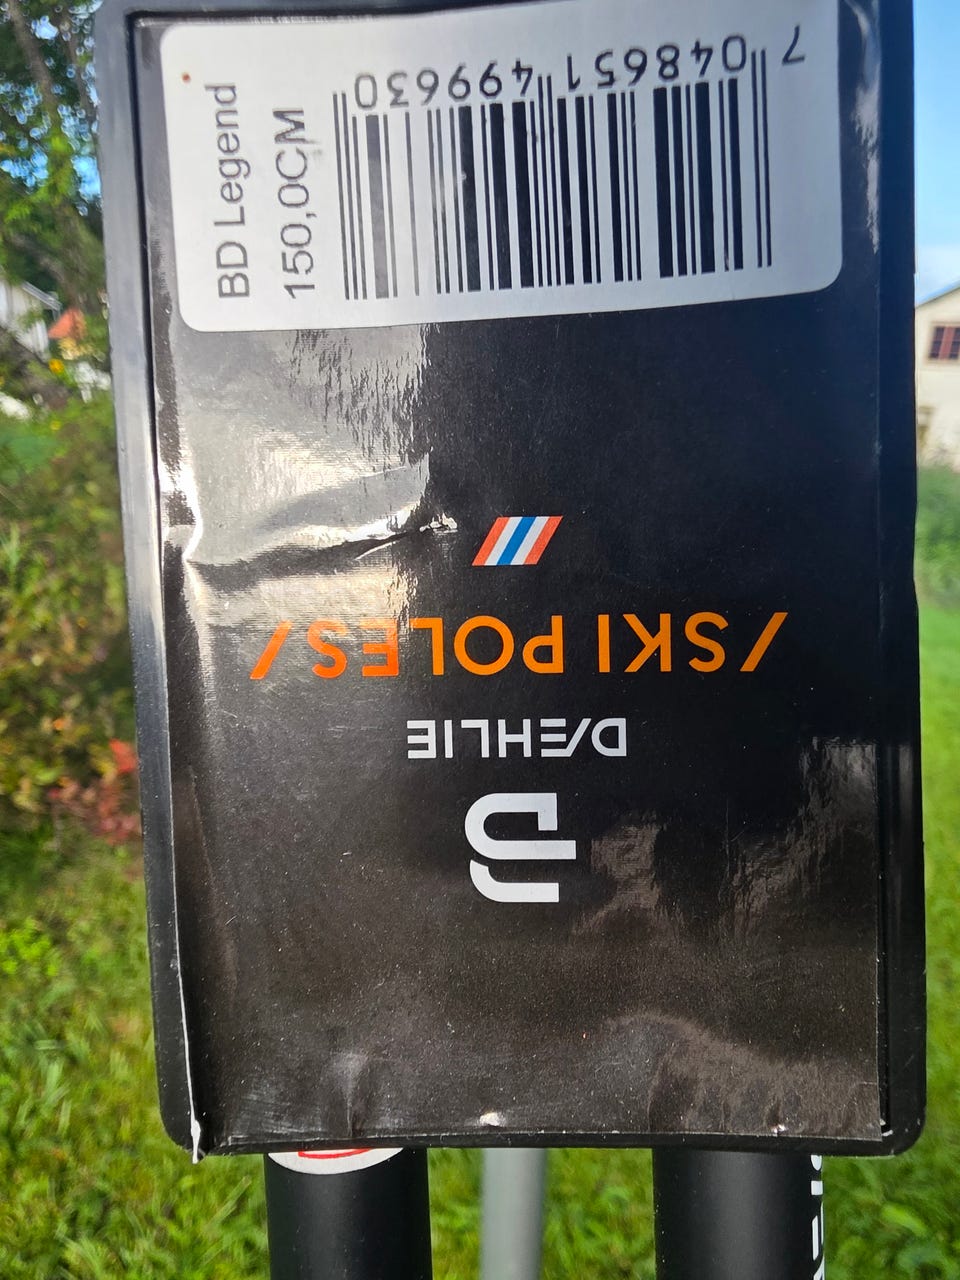 BD Legend
150,0CM
7 048651 499630
DÆHLIE
/SKI POLES/